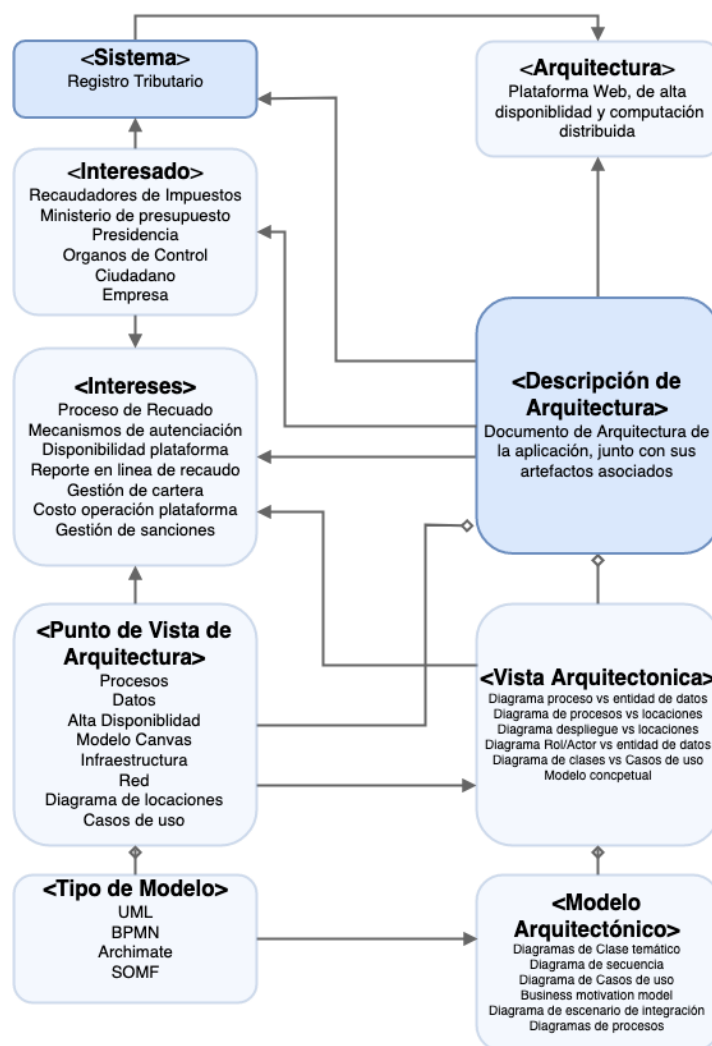 <Sistema>
Registro Tributario
<Arquitectura>
Plataforma Web, de alta
disponiblidad y computación
distribuida
<Interesado>
Recaudadores de Impuestos
Ministerio de presupuesto
Presidencia
Organos de Control
Ciudadano
Empresa
<Intereses>
Proceso de Recuado
Mecanismos de autenciación
Disponibilidad plataforma
Reporte en linea de recaudo
Gestión de cartera
Costo operación plataforma
Gestión de sanciones
<Descripción de
Arquitectura>
Documento de Arquitectura de
la aplicación, junto con sus
artefactos asociados
<Punto de Vista de
Arquitectura>
Procesos
Datos
Alta Disponiblidad
Modelo Canvas
Infraestructura
Red
Diagrama de locaciones
Casos de uso
<Vista Arquitectonica>
Diagrama proceso vs entidad de datos
Diagrama de procesos vs locaciones
Diagrama despliegue vs locaciones
Diagrama Rol/Actor vs entidad de datos
Diagrama de clases vs Casos de uso
Modelo concpetual
<Tipo de Modelo>
UML
BPMN
Archimate
SOMF
<Modelo
Arquitectónico>
Diagramas de Clase temático
Diagrama de secuencia
Diagrama de Casos de uso
Business motivation model
Diagrama de escenario de integración
Diagramas de procesos